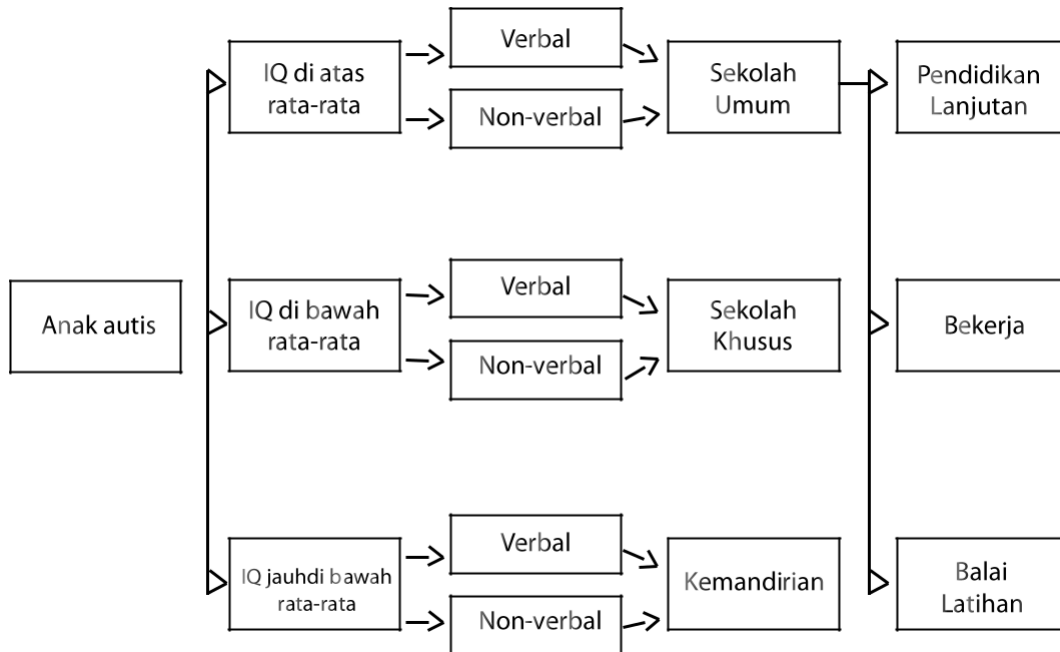 Verbal
IQ di atas
rata-rata
Non-verbal
Sekolah
Umum
Pendidikan
Lanjutan
Anak autis
Verbal
IQ di bawah
rata-rata
Non-verbal
Sekolah
Khusus
Bekerja
Verbal
IQ jauhdi bawah
rata-rata
Non-verbal
Kemandirian
Balai
Latihan